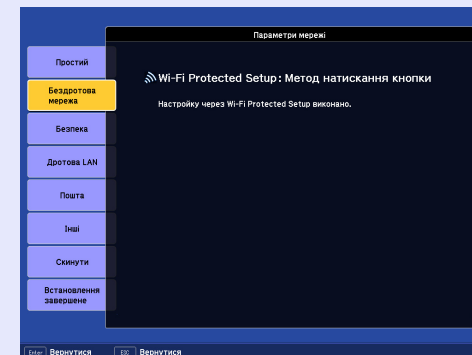 Параметри мережі
Простий
Бездротова
мережа
Безпека
Дротова LAN
Пошта
Інші
Скинути
Встановлення
завершене
Wi-Fi Protected Setup: Метод натискання кнопки
Настройку через Wi-Fi Protected Setup виконано.
Enter Вернутися ESC Вернутися